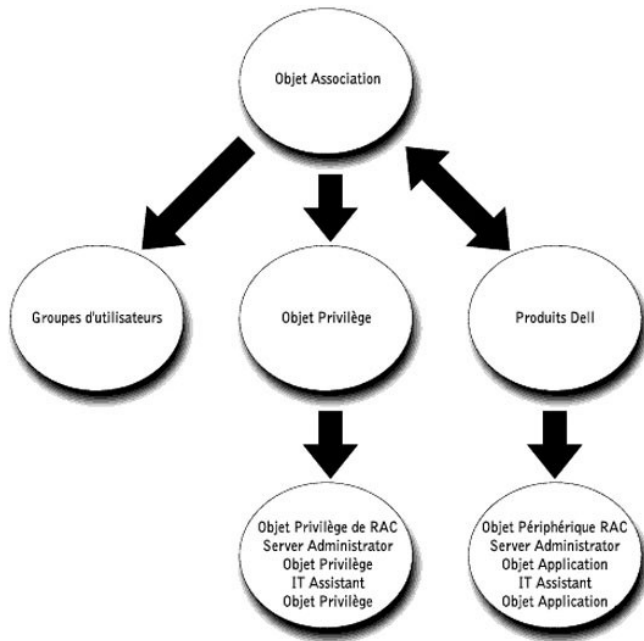 Objet Association
Groupes d'utilisateurs
Objet Privilège
Produits Dell
Objet Privilège de RAC
Server Administrator
Objet Privilège
IT Assistant
Objet Privilège
Objet Périphérique RAC
Server Administrator
Objet Application
IT Assistant
Objet Application